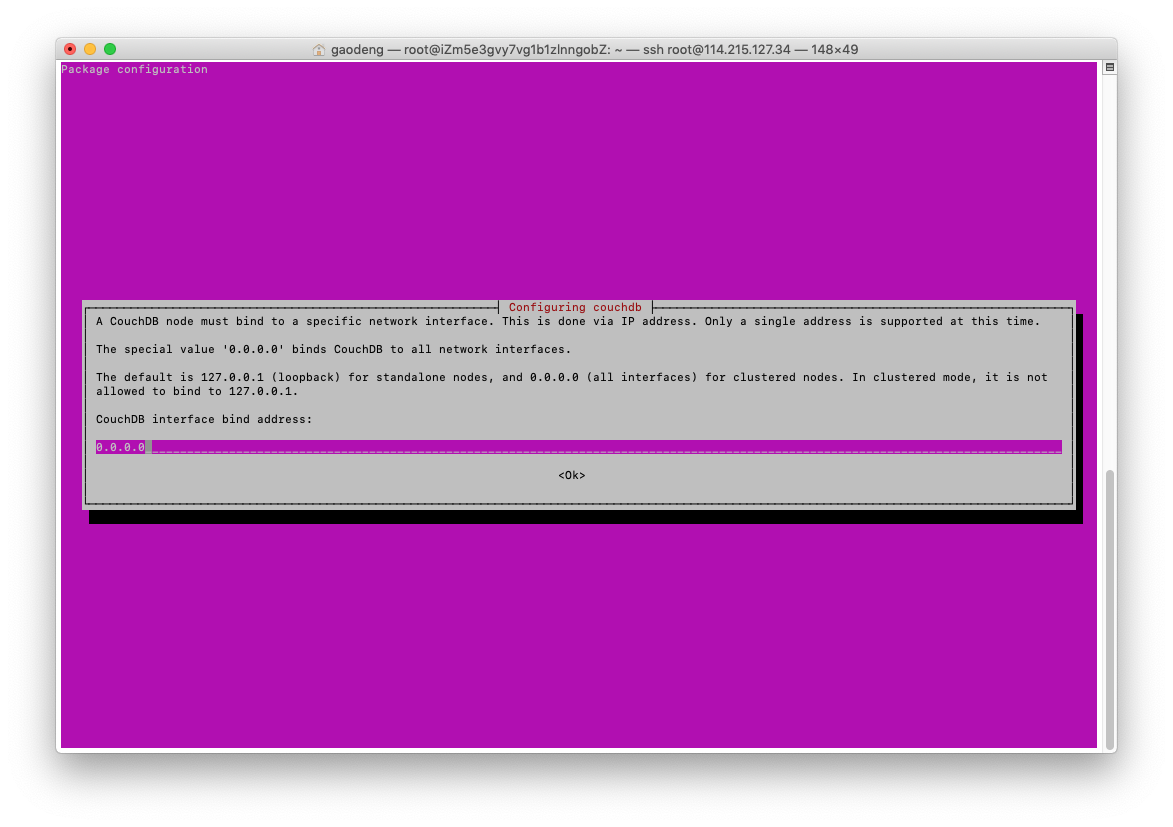 gaodeng — root@iZm5e3gvy7vg1b1zlnngobZ: ~ — ssh root@114.215.127.34 — 148×49
Package configuration
Configuring couchdb
A CouchDB node must bind to a specific network interface. This is done via IP address. Only a single address is supported at this time.
The special value '0.0.0.0' binds CouchDB to all network interfaces.
The default is 127.0.0.1 (loopback) for standalone nodes, and 0.0.0.0 (all interfaces) for clustered nodes. In clustered mode, it is not
allowed to bind to 127.0.0.1.
CouchDB interface bind address:
0.0.0.0
<Ok>